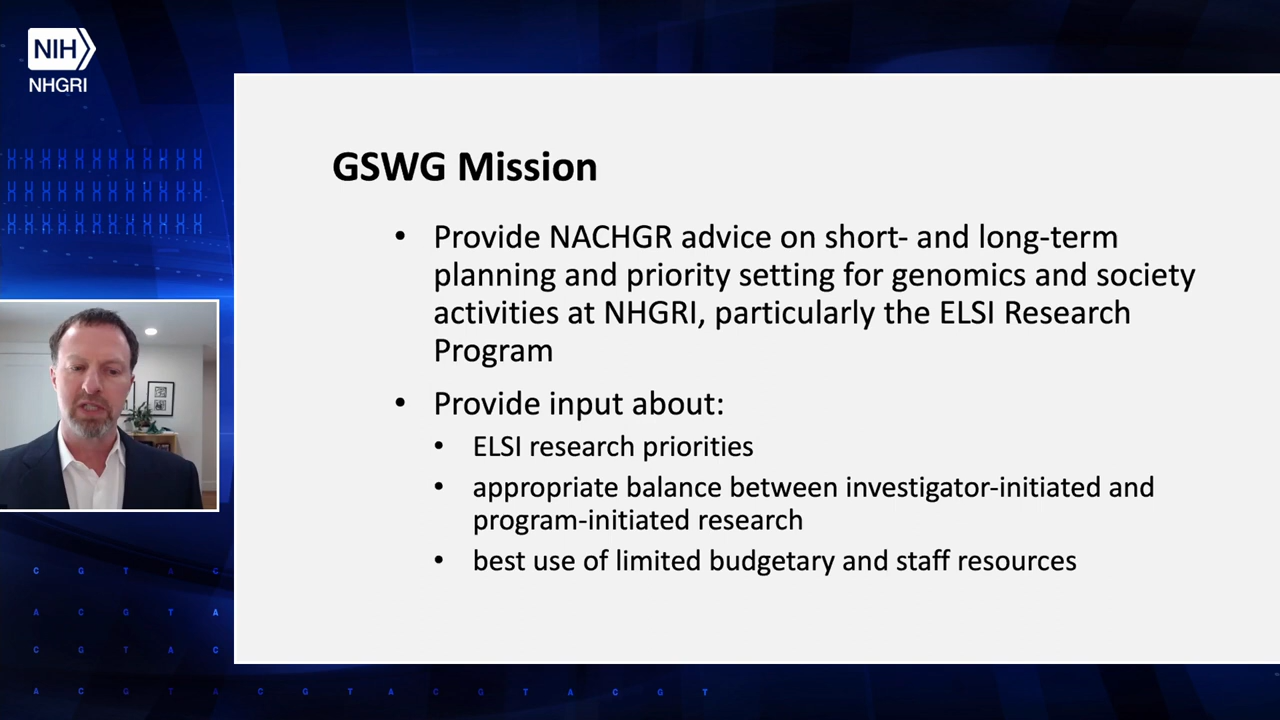 NIH
NHGRI
GSWG Mission
• Provide NACHGR advice on short- and long-term
planning and priority setting for genomics and society
activities at NHGRI, particularly the ELSI Research
Program
• Provide input about:
• ELSI research priorities
• appropriate balance between investigator-initiated and
program-initiated research
• best use of limited budgetary and staff resources
C G T A C
A C G T A
C G T A C
A C G T A C G T A C G T A C G T